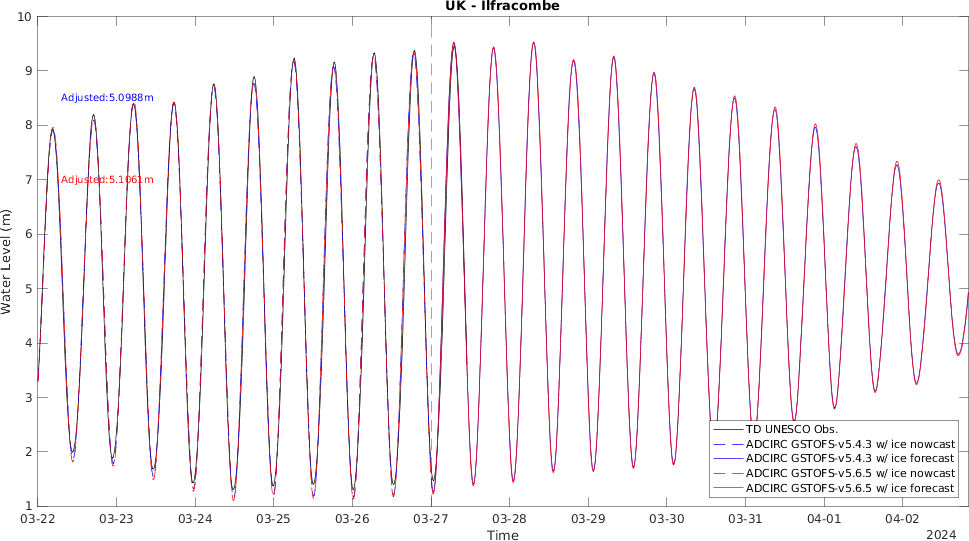 UK - Ilfracombe
10
9
8
7
6
5
4
3
2
1
Water Level (m)
Adjusted:5.0988m
Adjusted:5.1061m
TD UNESCO Obs.
ADCIRC GSTOFS-v5.4.3 w/ ice nowcast
ADCIRC GSTOFS-v5.4.3 w/ ice forecast
ADCIRC GSTOFS-v5.6.5 w/ ice nowcast
ADCIRC GSTOFS-v5.6.5 w/ ice forecast
03-22 03-23 03-24 03-25 03-26 03-27 03-28 03-29 03-30 03-31 04-01 04-02
Time
2024